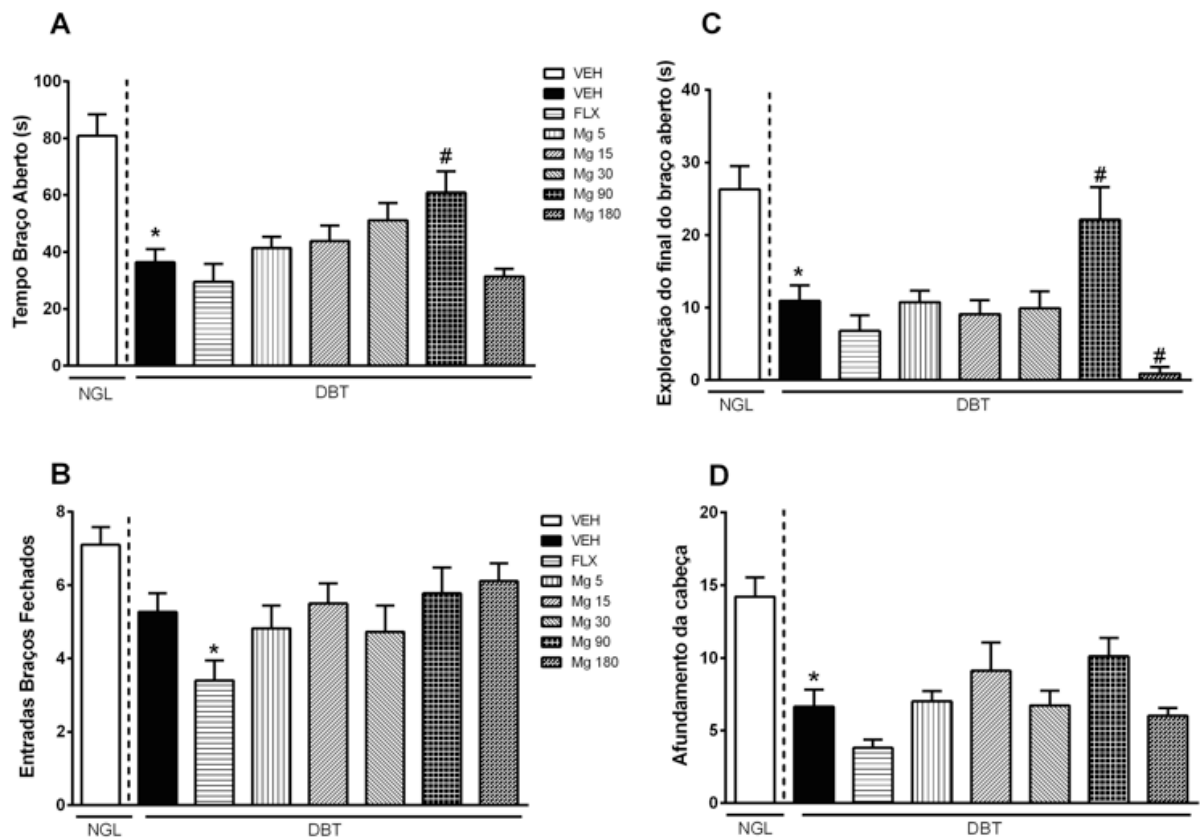 A
Tempo Braço Aberto (s)
100
80
60
40
20
0
*
#
NGL
DBT
VEH
VEH
FLX
Mg 5
Mg 15
Mg 30
Mg 90
Mg 180
C
Exploração do final do braço aberto (s)
40
30
20
10
0
*
#
#
NGL
DBT
B
Entradas Braços Fechados
8
6
4
2
0
*
NGL
DBT
VEH
VEH
FLX
Mg 5
Mg 15
Mg 30
Mg 90
Mg 180
D
Afundamento da cabeça
20
15
10
5
0
*
NGL
DBT